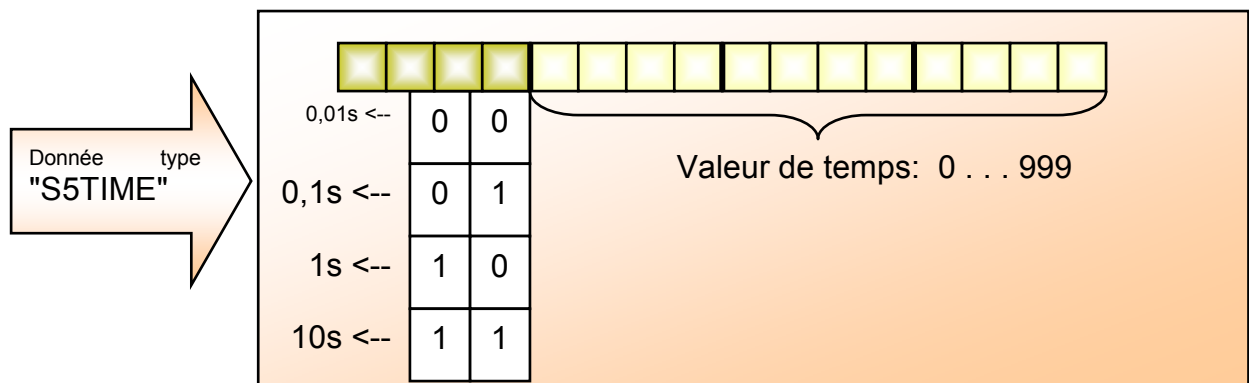 Donnée type
"S5TIME"
0,01s <-- 0 0
0,1s <-- 0 1
1s <-- 1 0
10s <-- 1 1
Valeur de temps: 0 . . . 999